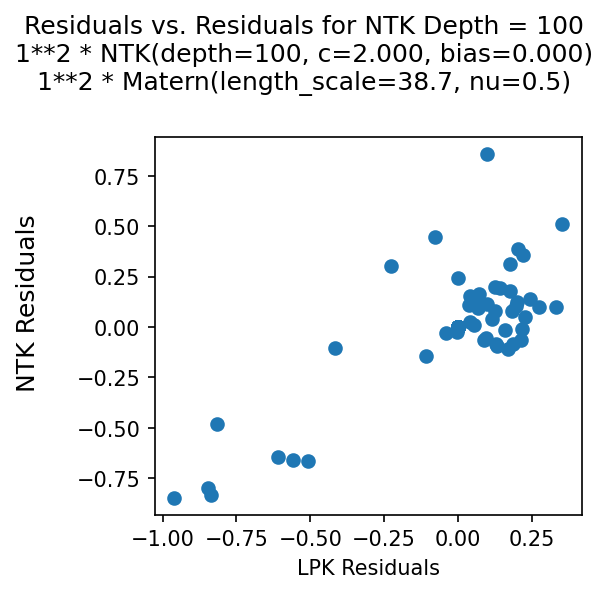 Residuals vs. Residuals for NTK Depth = 100
1**2 * NTK(depth=100, c=2.000, bias=0.000)
1**2 * Matern(length_scale=38.7, nu=0.5)
0.75
0.50
0.25
0.00
−0.25
−0.50
−0.75
NTK Residuals
−1.00 −0.75 −0.50 −0.25 0.00 0.25
LPK Residuals